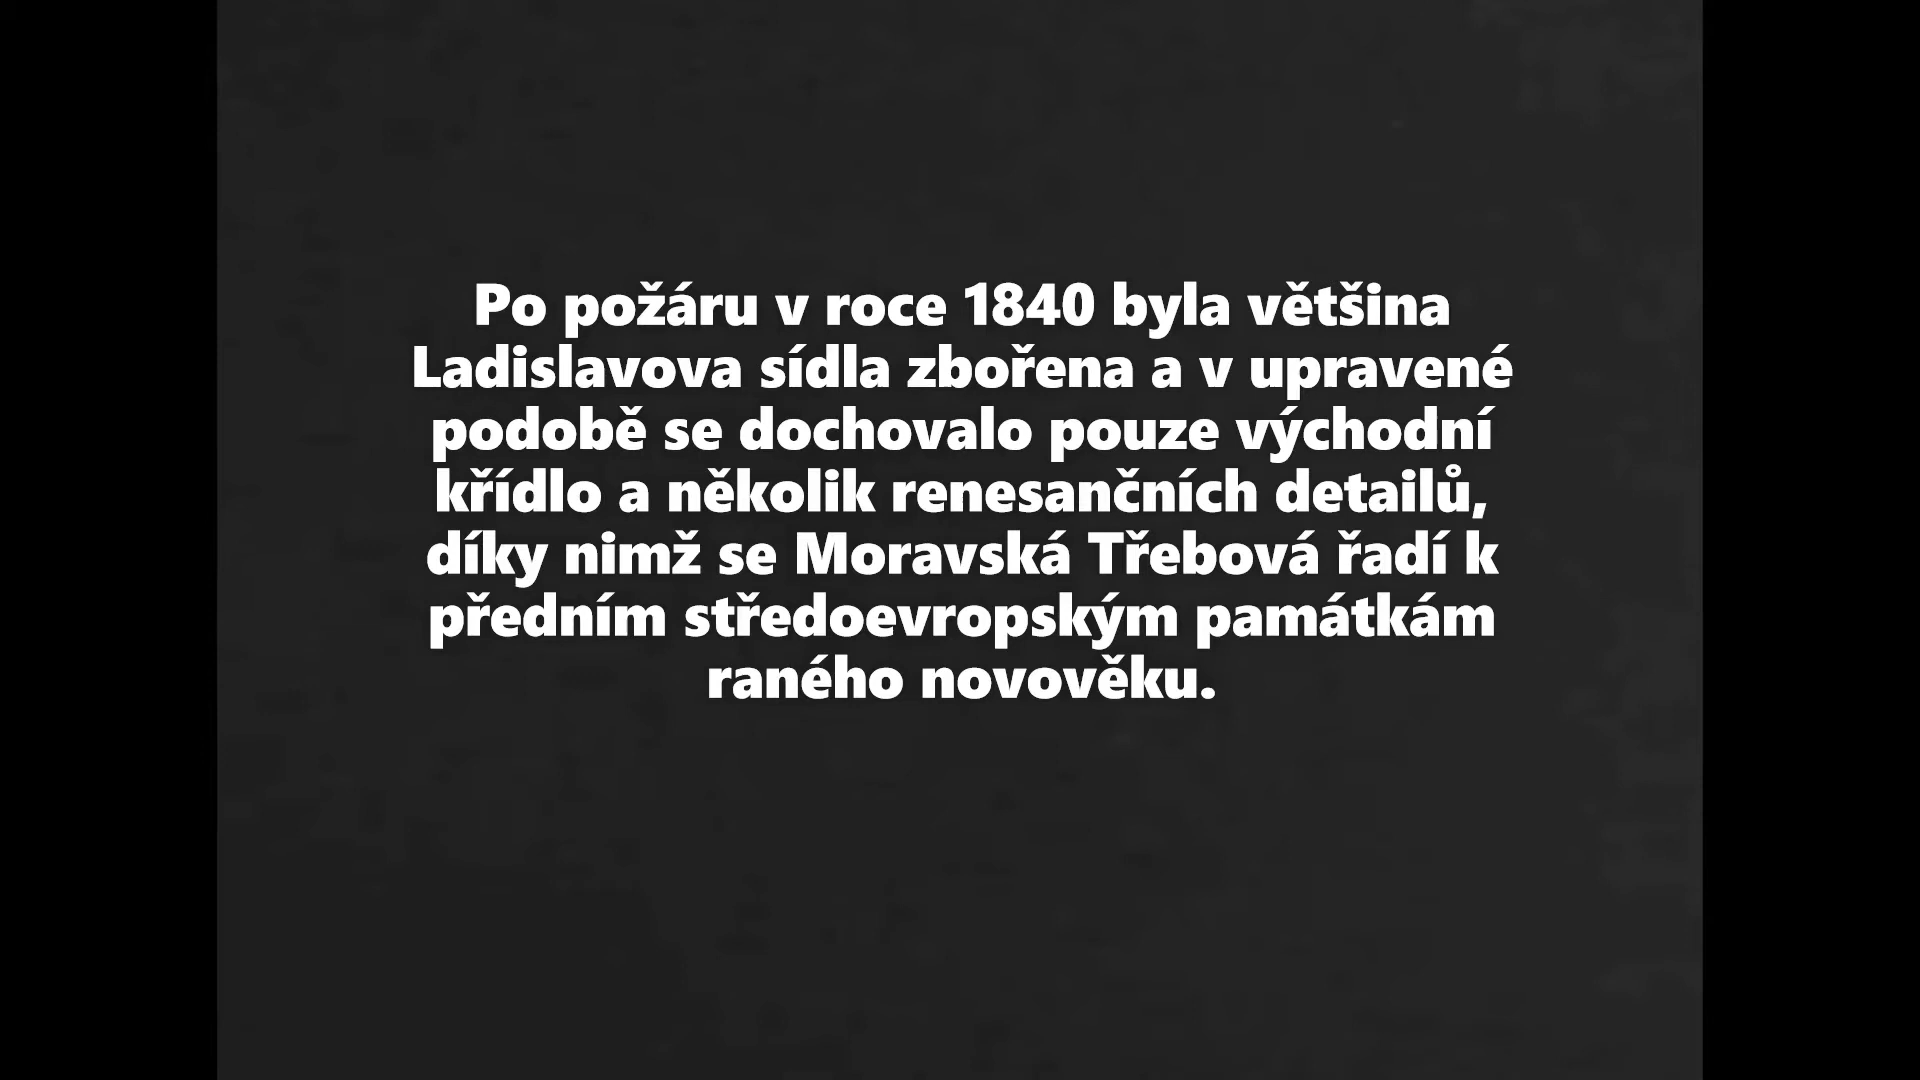 Po požáru v roce 1840 byla většina
Ladislavova sídla zbořena a v upravené
podobě se dochovalo pouze východní
křídlo a několik renesančních detailů,
díky nimž se Moravská Třebová řadí k
předním středoevropským památkám
raného novověku.